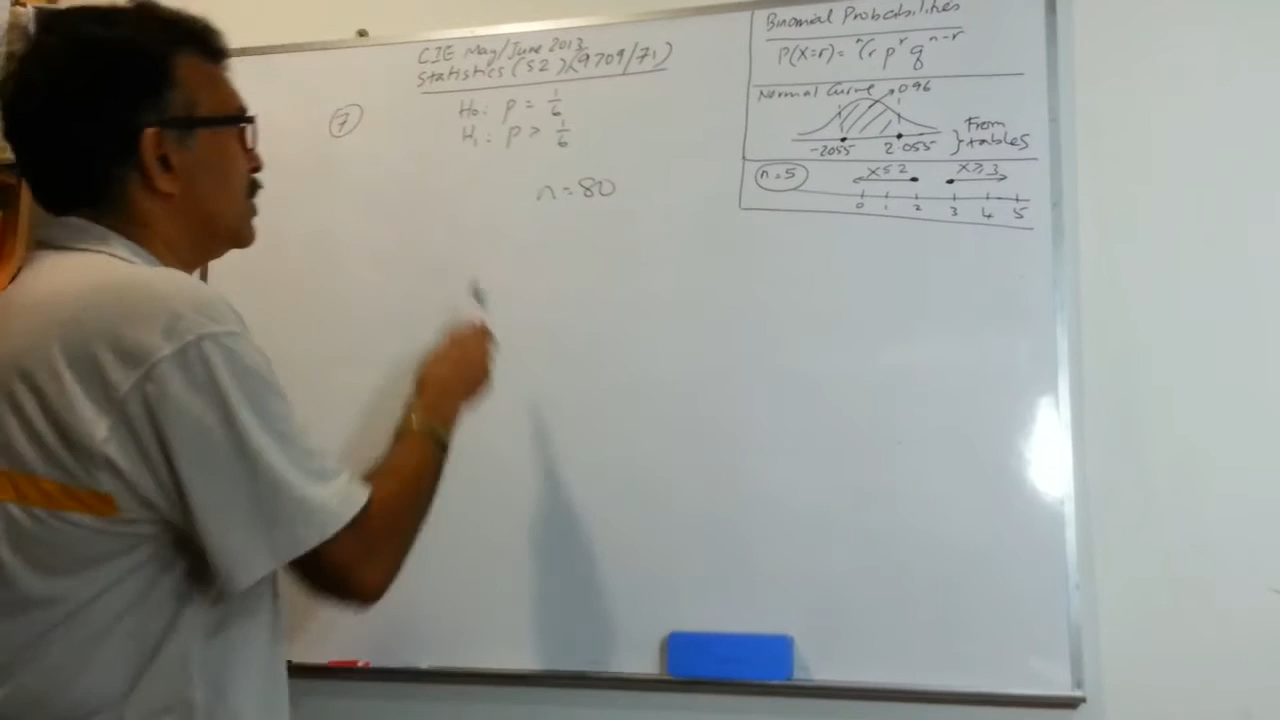 CIE May/June 2013
Statistics (S2) (9709/71)
7
H₀: p = 1/6
H₁: p > 1/6
n = 80
Binomial Probabilities
P(X=r) = ⁿCr pʳ qⁿ⁻ʳ
Normal Curve 0.96
-2.055 2.055 } From tables
n=5 X≤2 X≥3
0 1 2 3 4 5